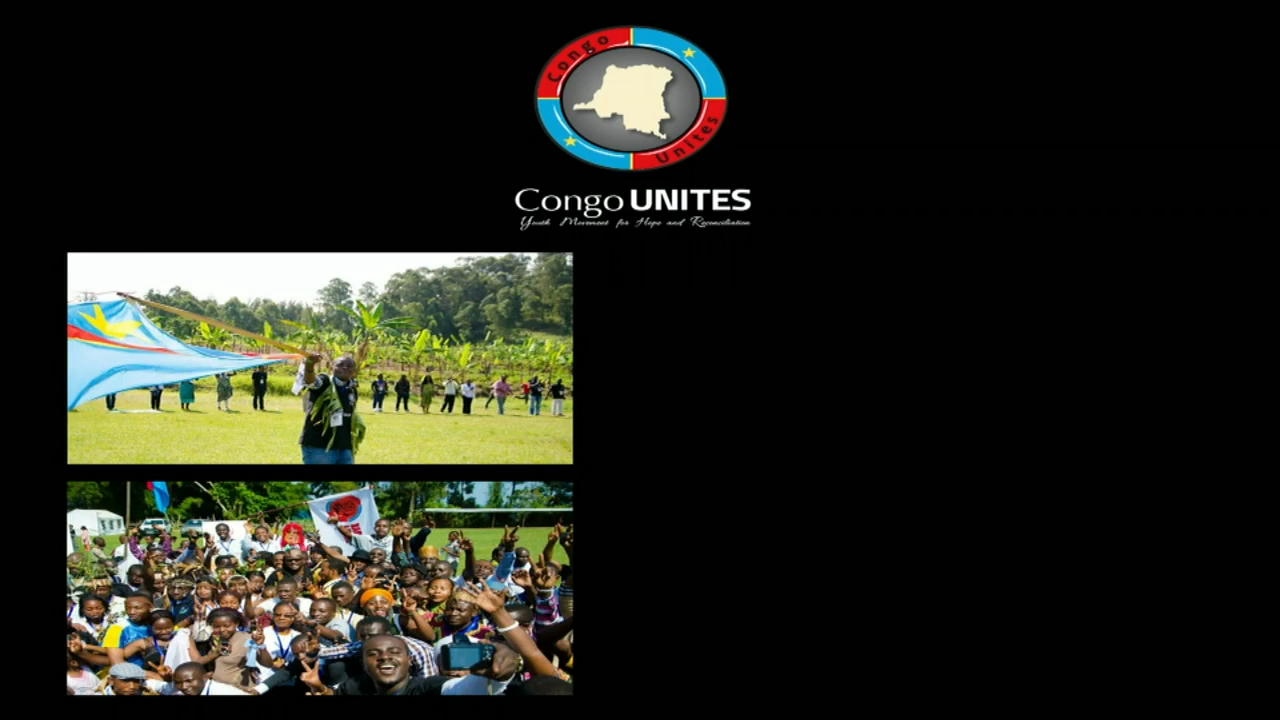 Congo
Unites
Congo UNITES
Youth Movement for Hope and Reconciliation